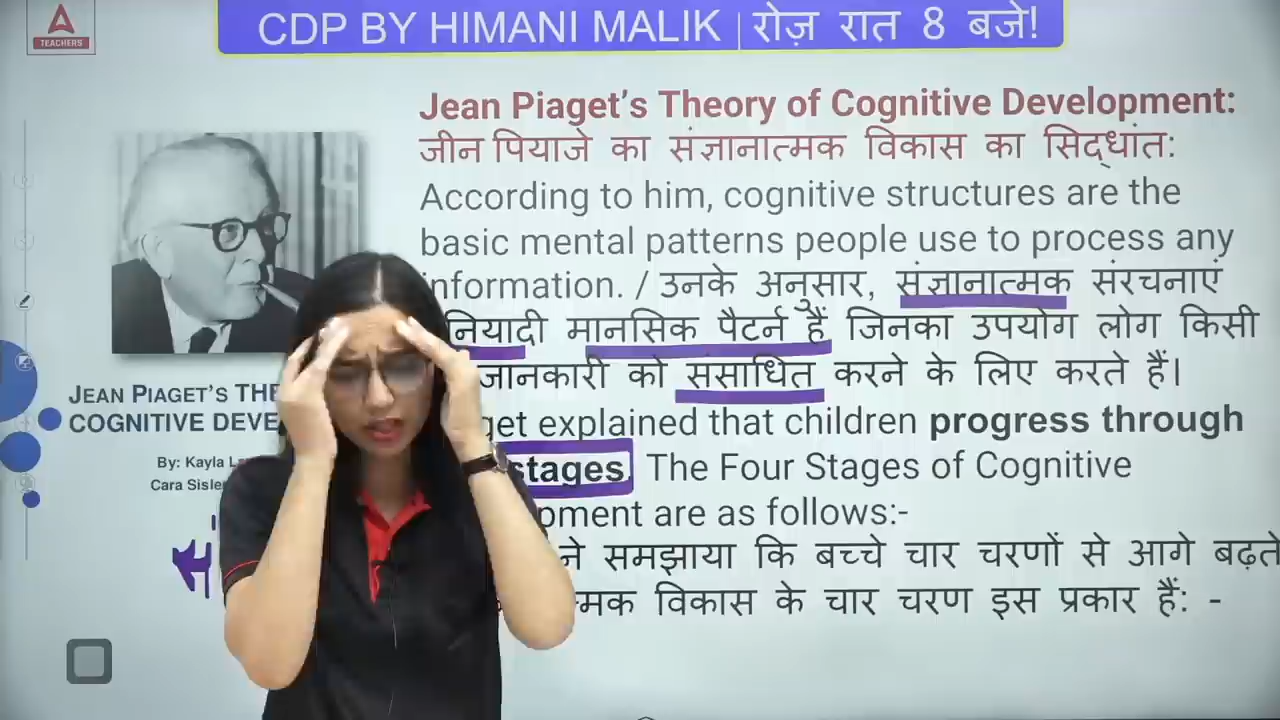 TEACHERS
CDP BY HIMANI MALIK | रोज़ रात 8 बजे!
Jean Piaget's Theory of Cognitive Development:
जीन पियाजे का संज्ञानात्मक विकास का सिद्धांत:
According to him, cognitive structures are the
basic mental patterns people use to process any
information. / उनके अनुसार, संज्ञानात्मक संरचनाएं
मानसिक पैटर्न हैं जिनका उपयोग लोग किसी
जानकारी को संसाधित करने के लिए करते हैं।
explained that children progress through
stages. The Four Stages of Cognitive
are as follows:-
ने समझाया कि बच्चे चार चरणों से आगे बढ़ते
विकास के चार चरण इस प्रकार हैं: -
JEAN PIAGET'S
COGNITIVE
By: Kayla
Cara